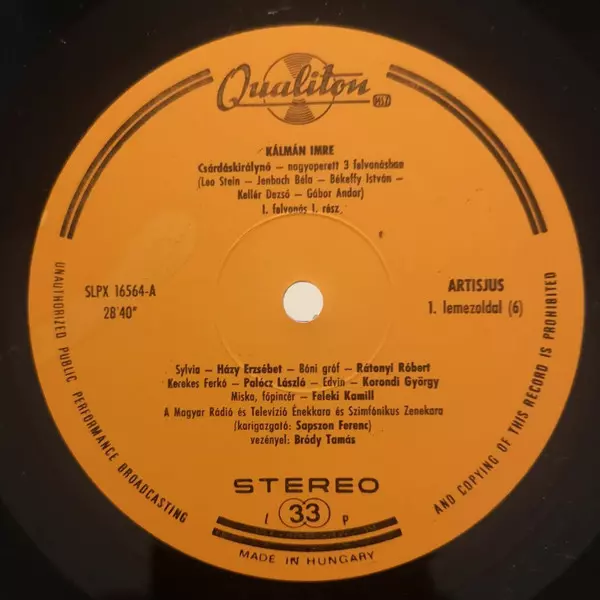 Qualiton
KÁLMÁN IMRE
Csárdáskirálynő – nagyoperett 3 felvonásban
(Leo Stein – Jenbach Béla – Békeffy István –
Kellér Dezső – Gábor Andor)
1. felvonás 1. rész
SLPX 16564-A
28'40"
ARTISJUS
1. lemezoldal (6)
Sylvia – Házy Erzsébet – Bóni gróf – Rátonyi Róbert
Kerekes Ferkó – Palócz László – Edvin – Korondi György
Miska, főpincér – Feleki Kamill
A Magyar Rádió és Televízió Énekkara és Szimfónikus Zenekara
(karigazgató: Sapszon Ferenc)
vezényel: Bródy Tamás
STEREO
33
I P
MADE IN HUNGARY
UNAUTHORIZED PUBLIC PERFORMANCE BROADCASTING
AND COPYING OF THIS RECORD IS PROHIBITED